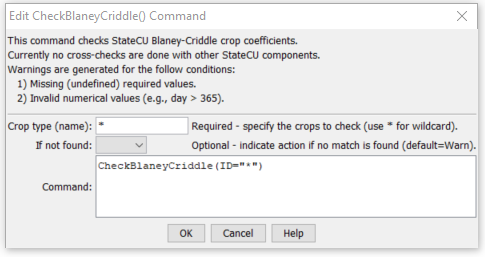 Edit CheckBlaneyCriddle() Command
This command checks StateCU Blaney-Criddle crop coefficients.
Currently no cross-checks are done with other StateCU components.
Warnings are generated for the follow conditions:
1) Missing (undefined) required values.
2) Invalid numerical values (e.g., day > 365).
Crop type (name): * Required - specify the crops to check (use * for wildcard).
If not found: Optional - indicate action if no match is found (default=Warn).
Command: CheckBlaneyCriddle(ID="*")
OK Cancel Help